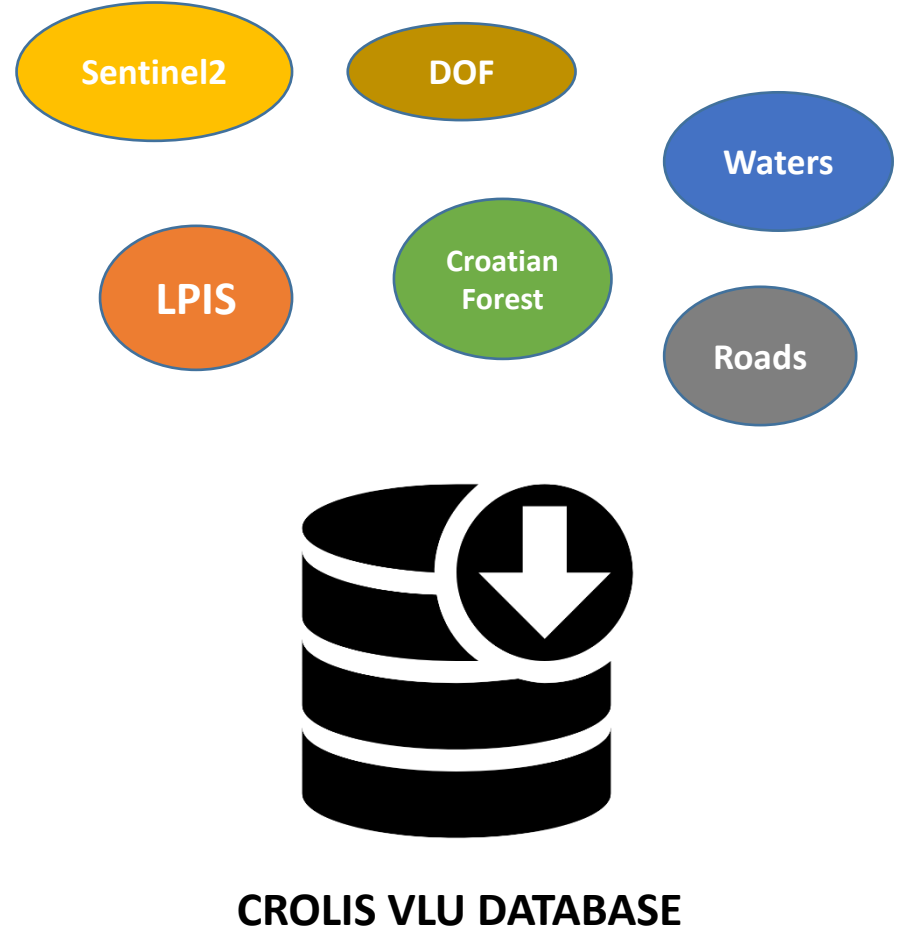 Sentinel2
DOF
Waters
LPIS
Croatian
Forest
Roads
CROLIS VLU DATABASE